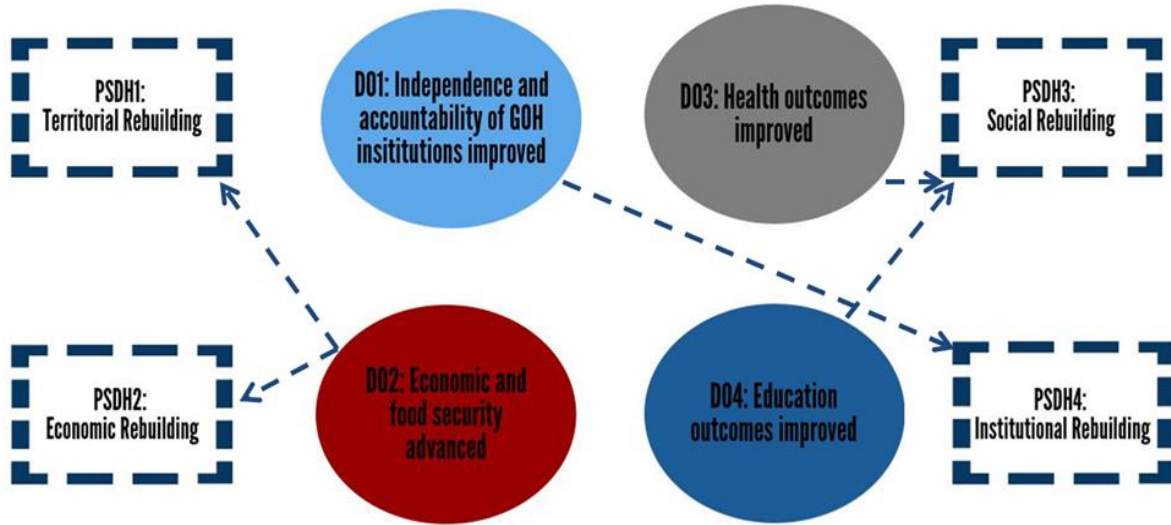 PSDH1:
Territorial Rebuilding
DO1: Independence and
accountability of GOH
insititutions improved
DO3: Health outcomes
improved
PSDH3:
Social Rebuilding
PSDH2:
Economic Rebuilding
DO2: Economic and
food security
advanced
DO4: Education
outcomes improved
PSDH4:
Institutional Rebuilding